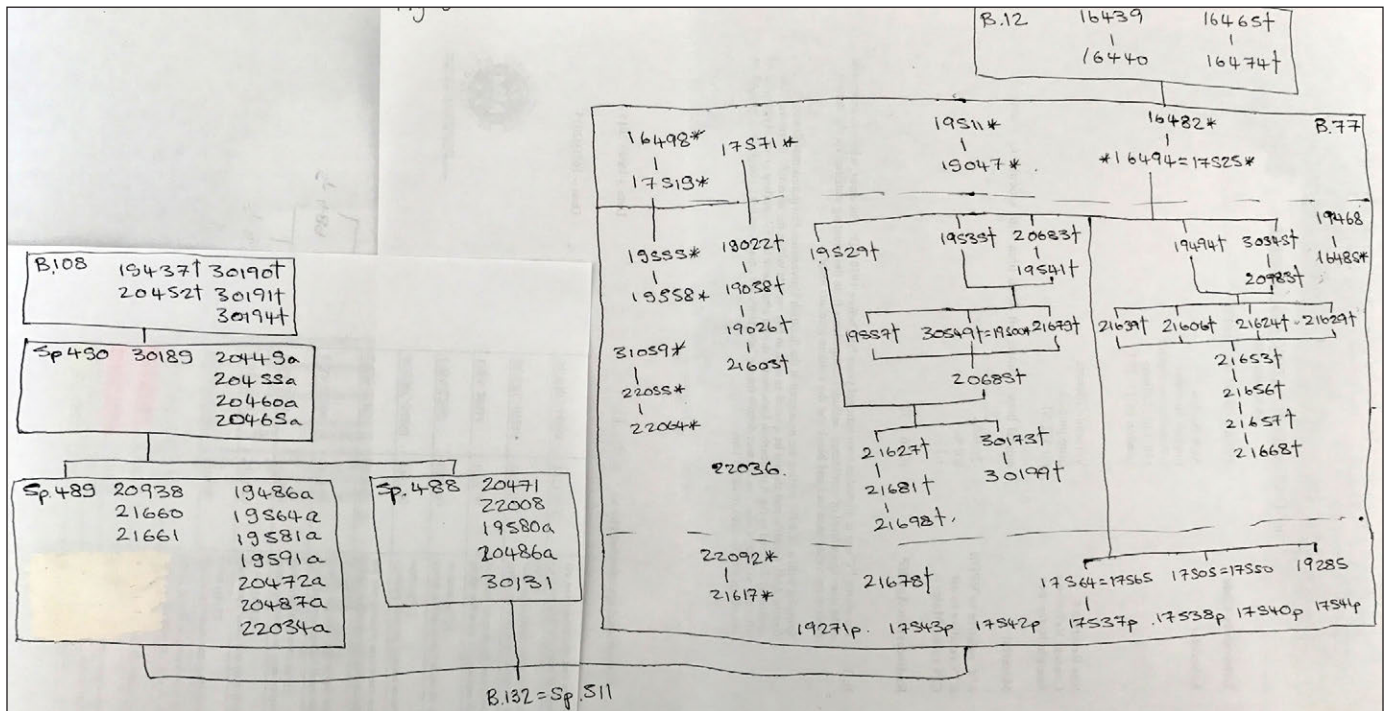 B.12 16439 16465†
16440 16474†
B.77
16498* 17571* 19511* 16482*
17519* 19047* *16494=17525*
19468
16485*
19553* 19022† 19529† 19535† 20683† 19494† 30345†
19558* 19038† 19541† 20983†
19026† 19557† 30549†=19500* 21679† 21639† 21606† 21624† - 21629†
31059* 21603† 20685† 21653†
22055* 21656†
22064* 21627† 30173† 21657†
22036. 21681† 30199† 21668†
21698†.
22092* 21678† 17564=17565 17505=17550 19285
21617*
19271p. 17543p 17542p 17537p .17538p 17540p 17541p
B.108 19437† 30190†
20452† 30191†
30194†
Sp 490 30189 20449a
20455a
20460a
20465a
Sp.489 20938 19486a
21660 19564a
21661 19581a
19591a
20472a
20487a
22034a
Sp.488 20471
22008
19580a
20486a
30131
B.132=Sp.511